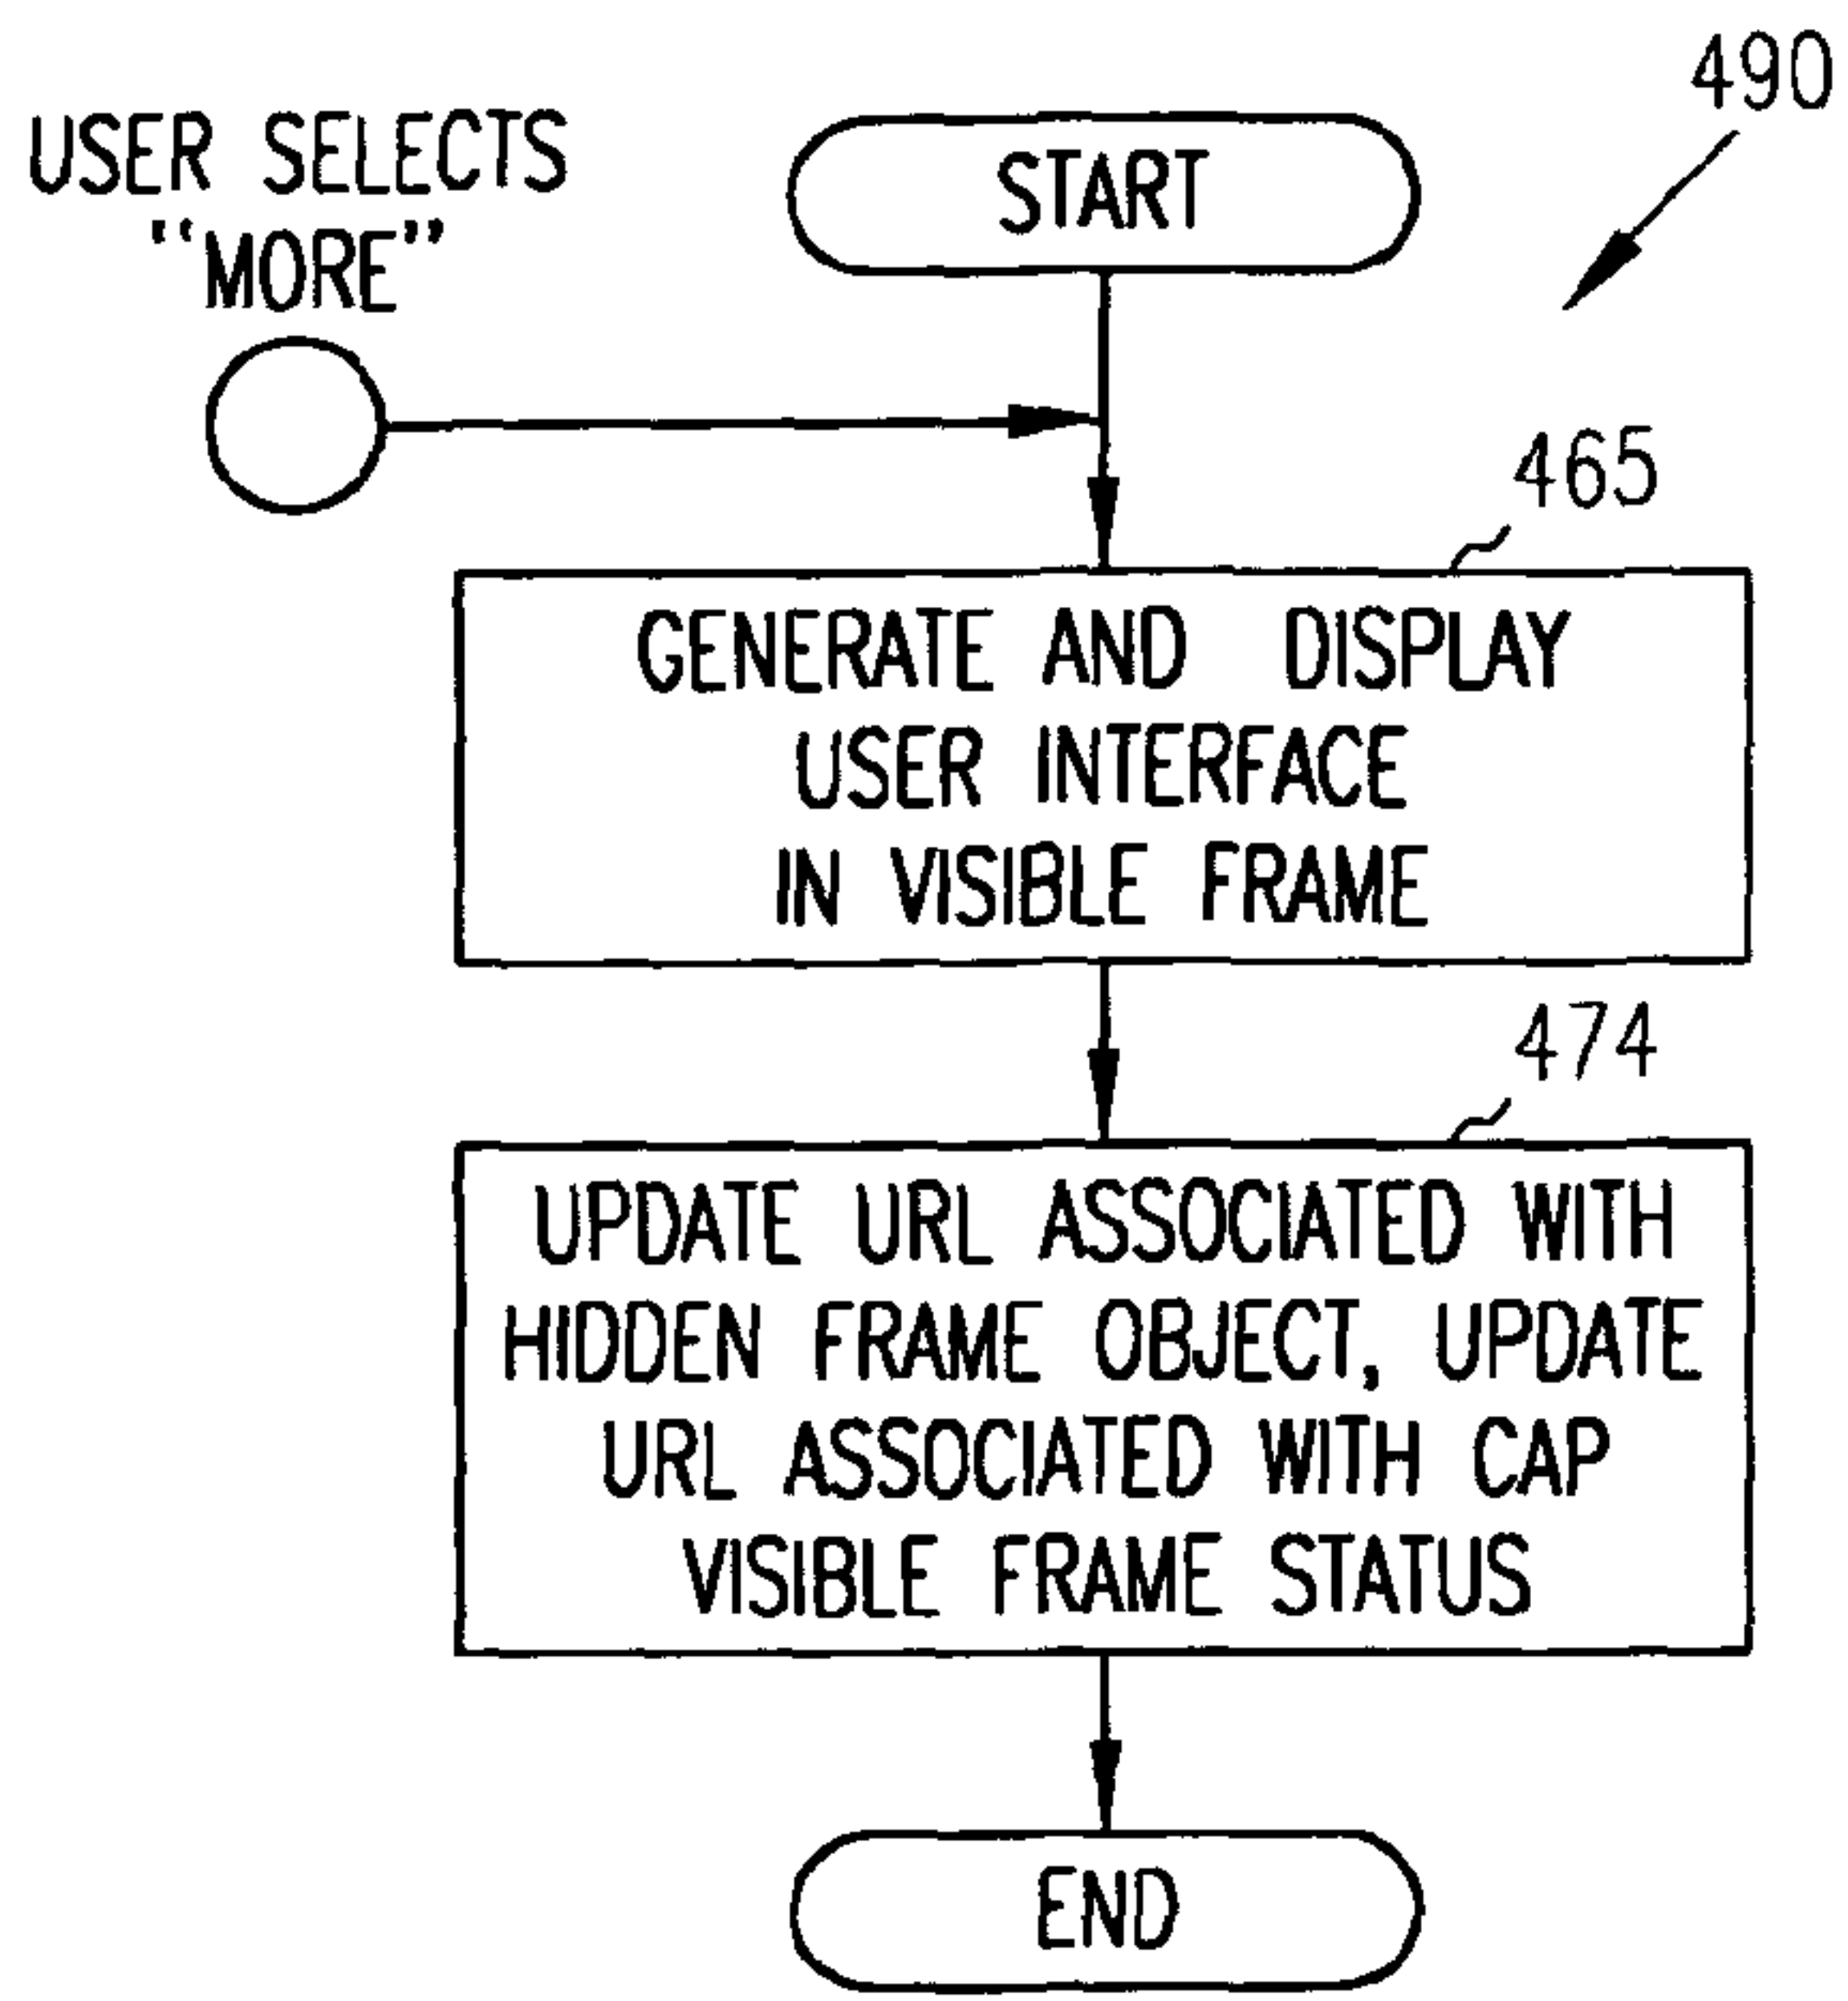 490
USER SELECTS
"MORE"
START
465
GENERATE AND DISPLAY
USER INTERFACE
IN VISIBLE FRAME
474
UPDATE URL ASSOCIATED WITH
HIDDEN FRAME OBJECT, UPDATE
URL ASSOCIATED WITH CAP
VISIBLE FRAME STATUS
END